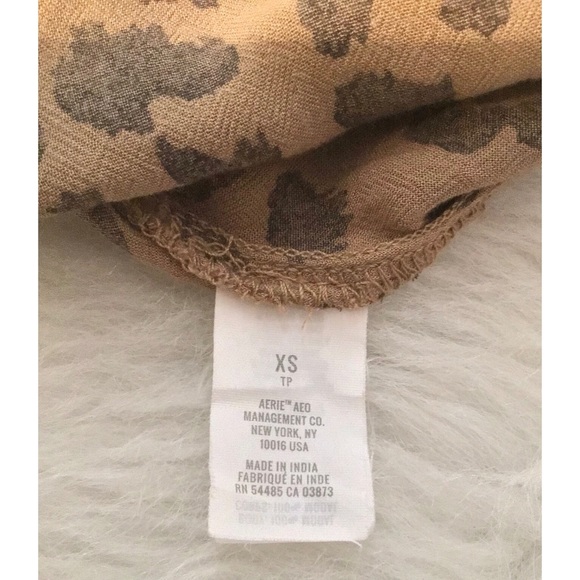 XS
TP
AERIE™ AEO
MANAGEMENT CO.
NEW YORK, NY
10016 USA
MADE IN INDIA
FABRIQUÉ EN INDE
RN 54485 CA 03873